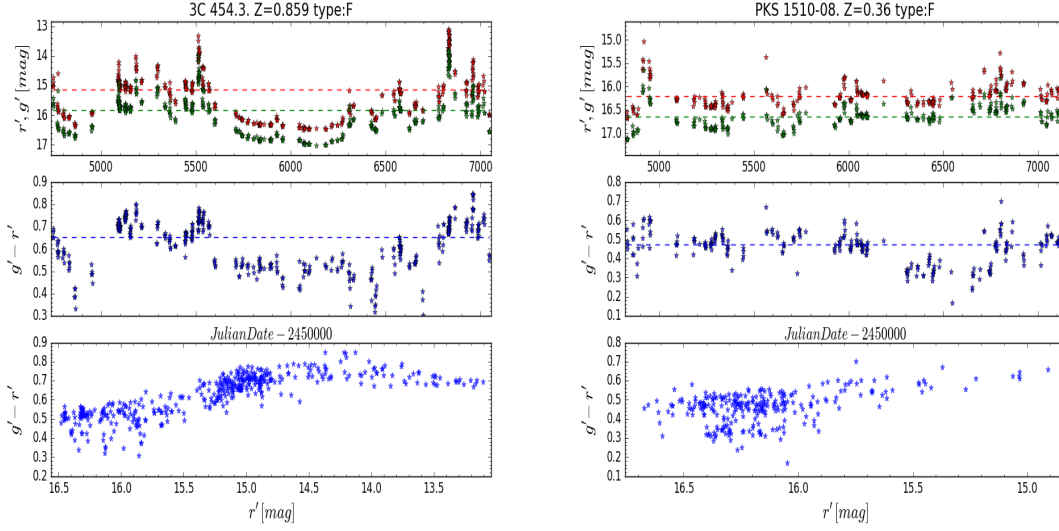 3C 454.3. Z=0.859 type:F
r', g' [mag]
13
14
15
16
17
5000 5500 6000 6500 7000
g' − r'
0.9
0.8
0.7
0.6
0.5
0.4
0.3
JulianDate − 2450000
g' − r'
0.9
0.8
0.7
0.6
0.5
0.4
0.3
0.2
0.1
16.5 16.0 15.5 15.0 14.5 14.0 13.5
r' [mag]
PKS 1510-08. Z=0.36 type:F
r', g' [mag]
15.0
15.5
16.0
16.5
17.0
5000 5500 6000 6500 7000
g' − r'
0.9
0.8
0.7
0.6
0.5
0.4
0.3
0.2
0.1
JulianDate − 2450000
g' − r'
0.9
0.8
0.7
0.6
0.5
0.4
0.3
0.2
0.1
16.5 16.0 15.5 15.0
r' [mag]